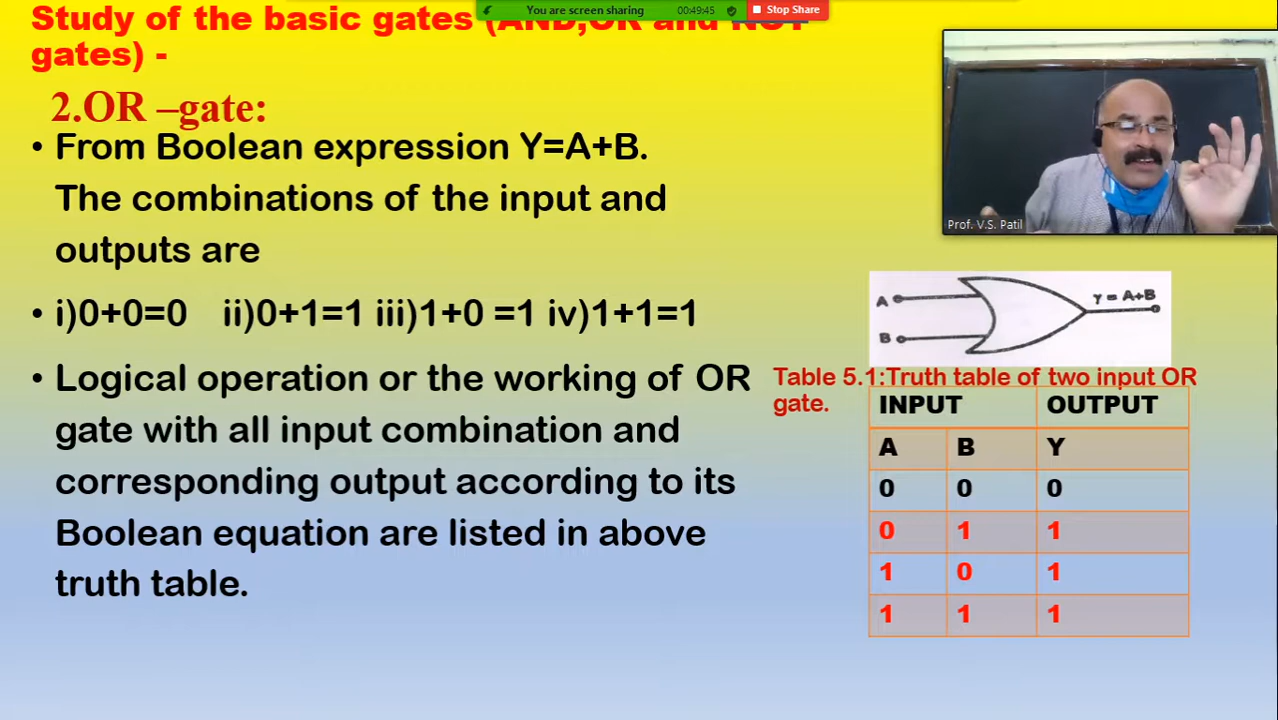 You are screen sharing
00:49:45
Stop Share
Study of the basic gates (AND,OR and NOT
gates) -
2.OR –gate:
• From Boolean expression Y=A+B.
The combinations of the input and
outputs are
• i)0+0=0 ii)0+1=1 iii)1+0 =1 iv)1+1=1
• Logical operation or the working of OR
gate with all input combination and
corresponding output according to its
Boolean equation are listed in above
truth table.
Prof. V.S. Patil
A
Y = A+B
B
Table 5.1:Truth table of two input OR
gate.
INPUT OUTPUT
A B Y
0 0 0
0 1 1
1 0 1
1 1 1